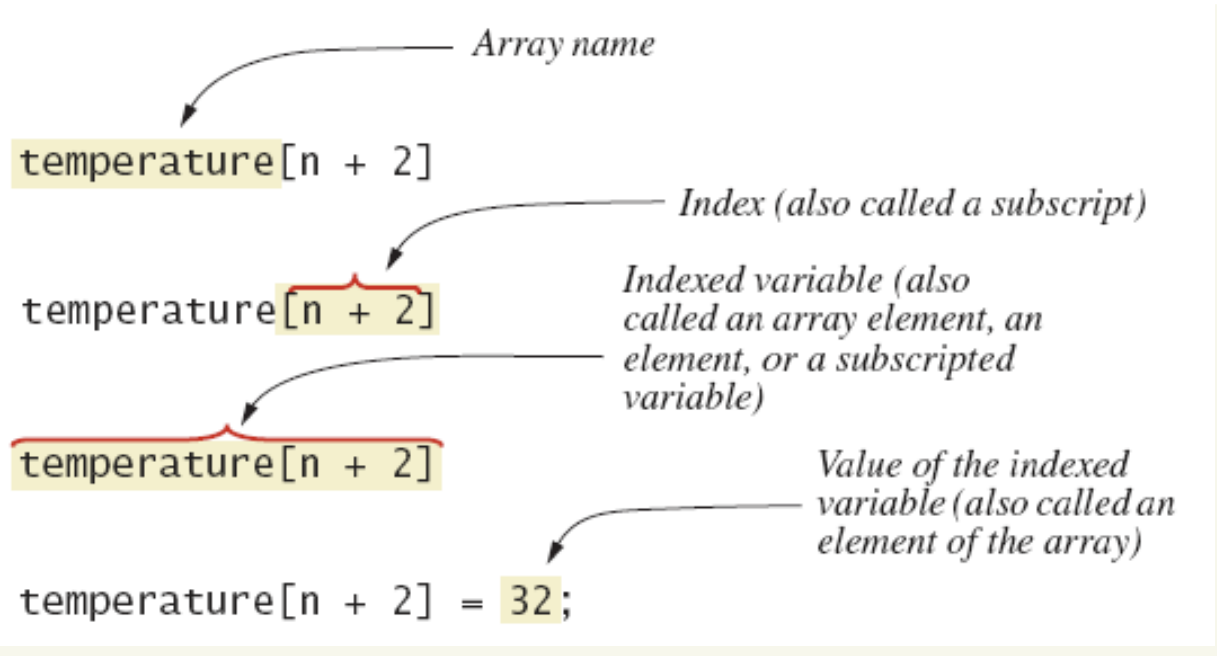 Array name
temperature[n + 2]
Index (also called a subscript)
temperature[n + 2]
Indexed variable (also
called an array element, an
element, or a subscripted
variable)
temperature[n + 2]
Value of the indexed
variable (also called an
element of the array)
temperature[n + 2] = 32;